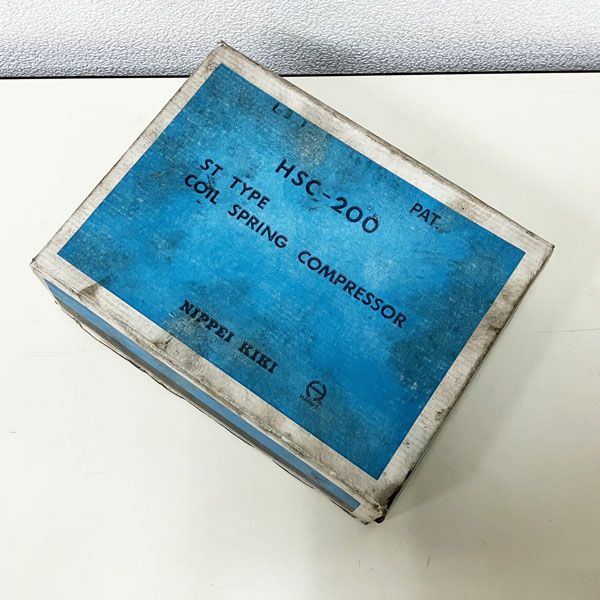 HSC-200
PAT.
ST TYPE
COIL SPRING COMPRESSOR
NIPPEI KIKI